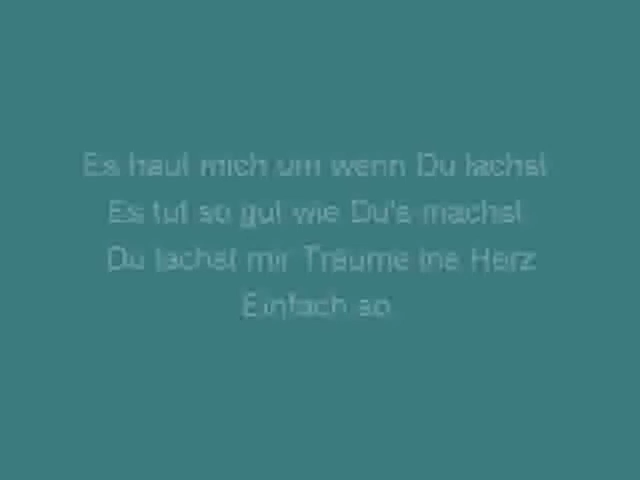 Es haut mich um wenn Du lachst
Es tut so gut wie Du's machst
Du lachst mir Träume ins Herz
Einfach so